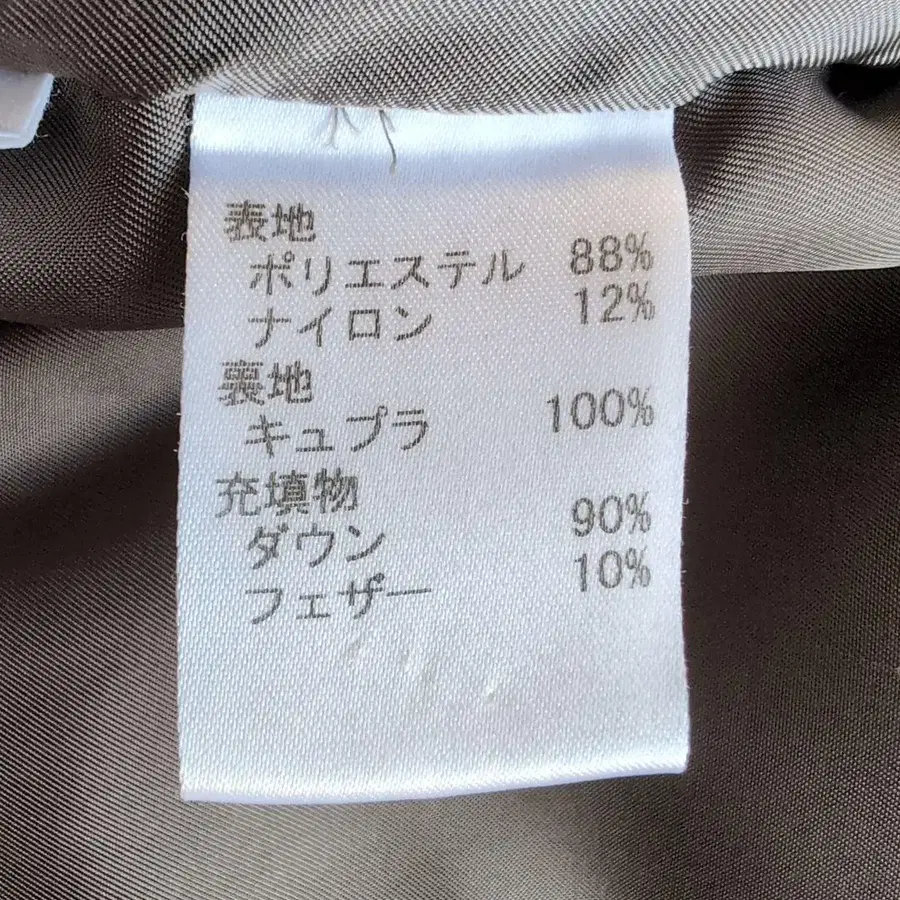 表地
ポリエステル 88%
ナイロン 12%
裏地
キュプラ 100%
充填物
ダウン 90%
フェザー 10%